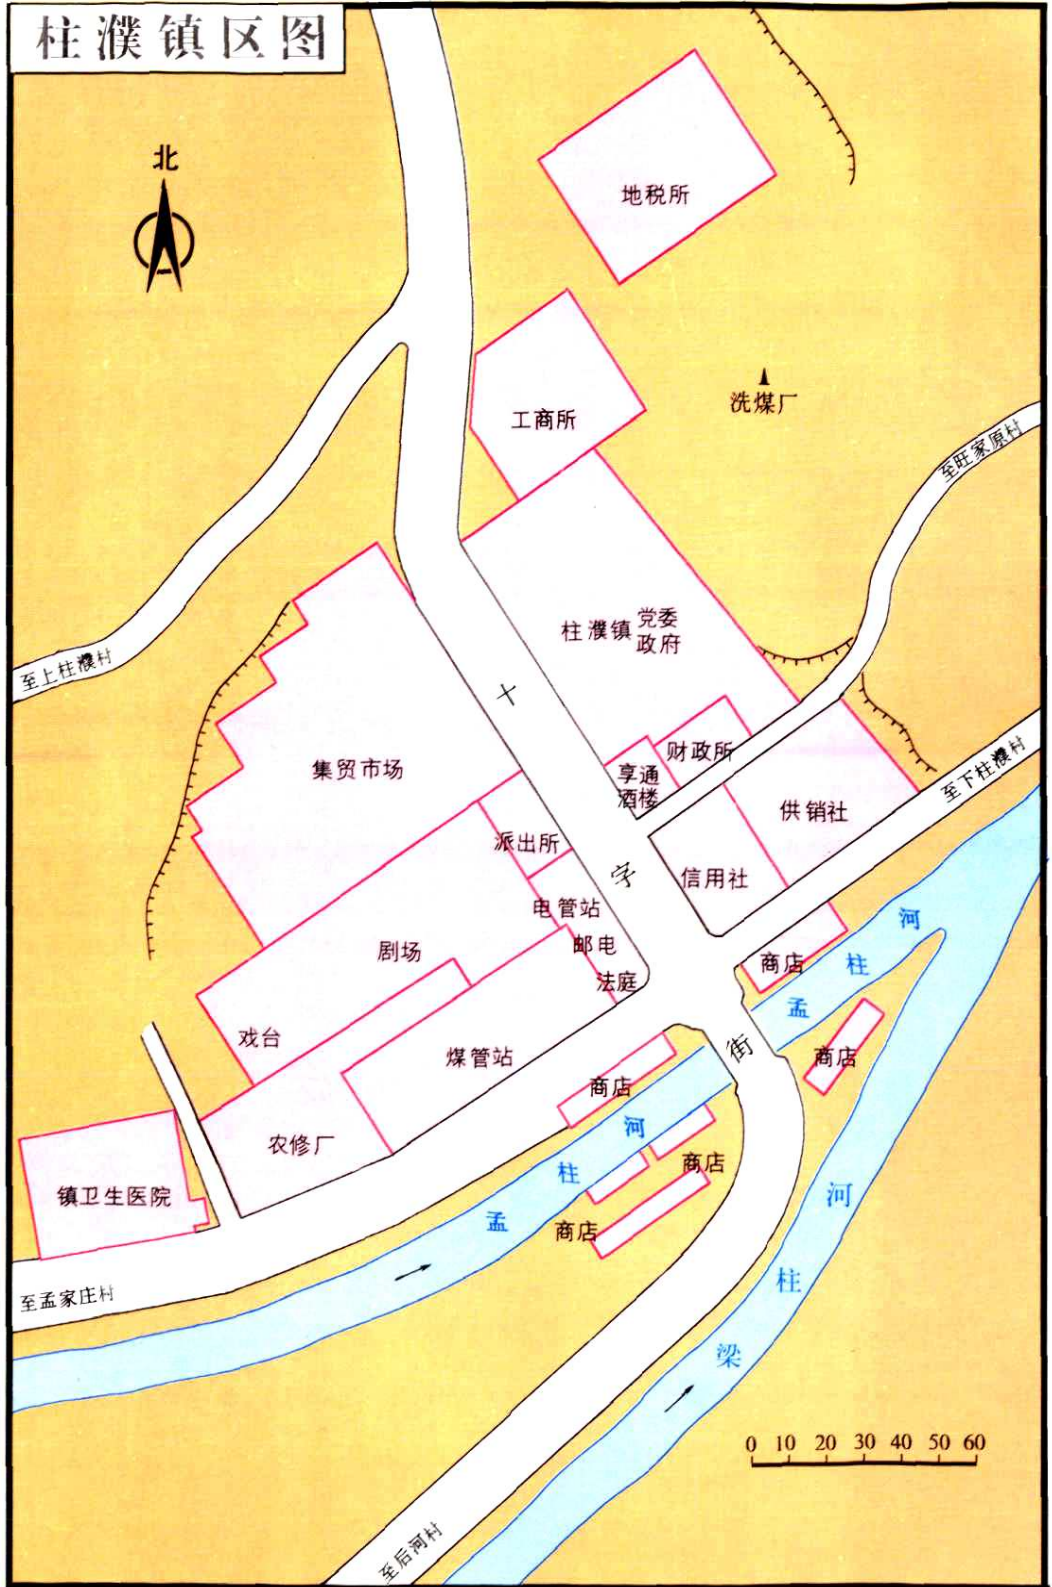 柱濮镇区图
北
地税所
工商所
洗煤厂
至旺家原村
柱濮镇
党委
政府
至上柱濮村
十
字
街
集贸市场
财政所
享通
酒楼
供销社
至下柱濮村
派出所
信用社
电管站
邮电
法庭
剧场
商店
孟柱河
戏台
煤管站
商店
商店
农修厂
孟柱河
商店
镇卫生医院
商店
梁柱河
至孟家庄村
至后河村
0 10 20 30 40 50 60